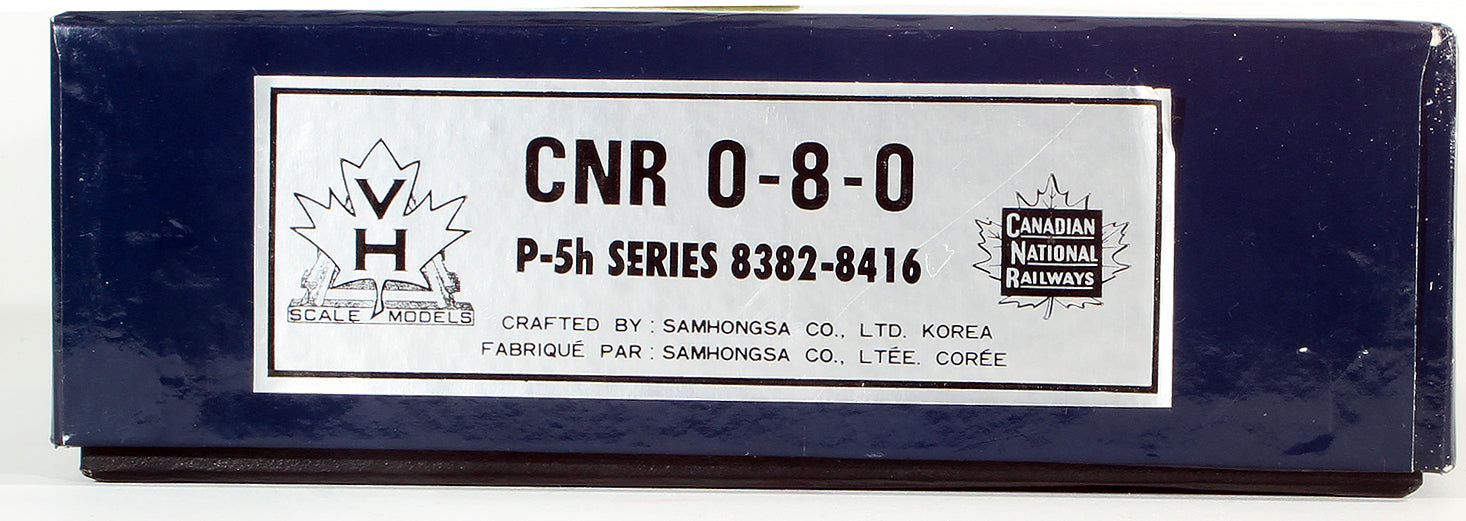 CNR 0-8-0
P-5h SERIES 8382-8416
V
H
SCALE MODELS
CANADIAN
NATIONAL
RAILWAYS
CRAFTED BY : SAMHONGSA CO., LTD. KOREA
FABRIQUÉ PAR : SAMHONGSA CO., LTÉE. CORÉE